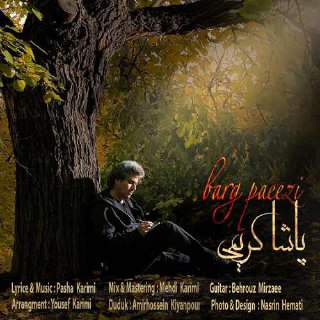 barg paeezi
پاشا کریمی
Lyrice & Music : Pasha Karimi Mix & Mastering : Mehdi Karimi Guitar : Behrouz Mirzaee
Arrangment : Yousef Karimi Duduk : Amirhossein Kiyanpour Photo & Design : Nasrin Hemati